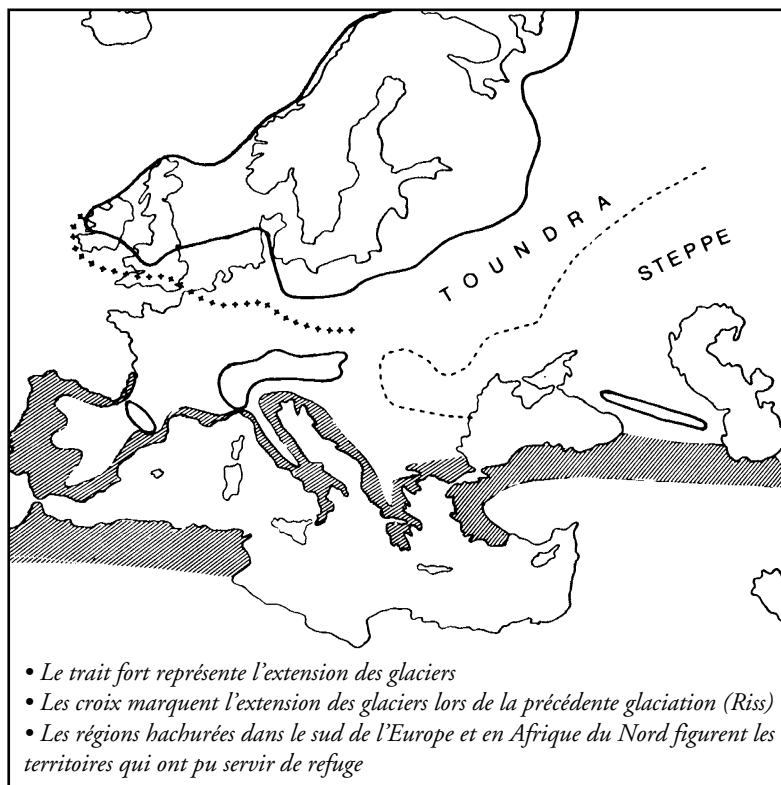 TOUNDRA
STEPPE
• Le trait fort représente l’extension des glaciers
• Les croix marquent l’extension des glaciers lors de la précédente glaciation (Riss)
• Les régions hachurées dans le sud de l’Europe et en Afrique du Nord figurent les
territoires qui ont pu servir de refuge